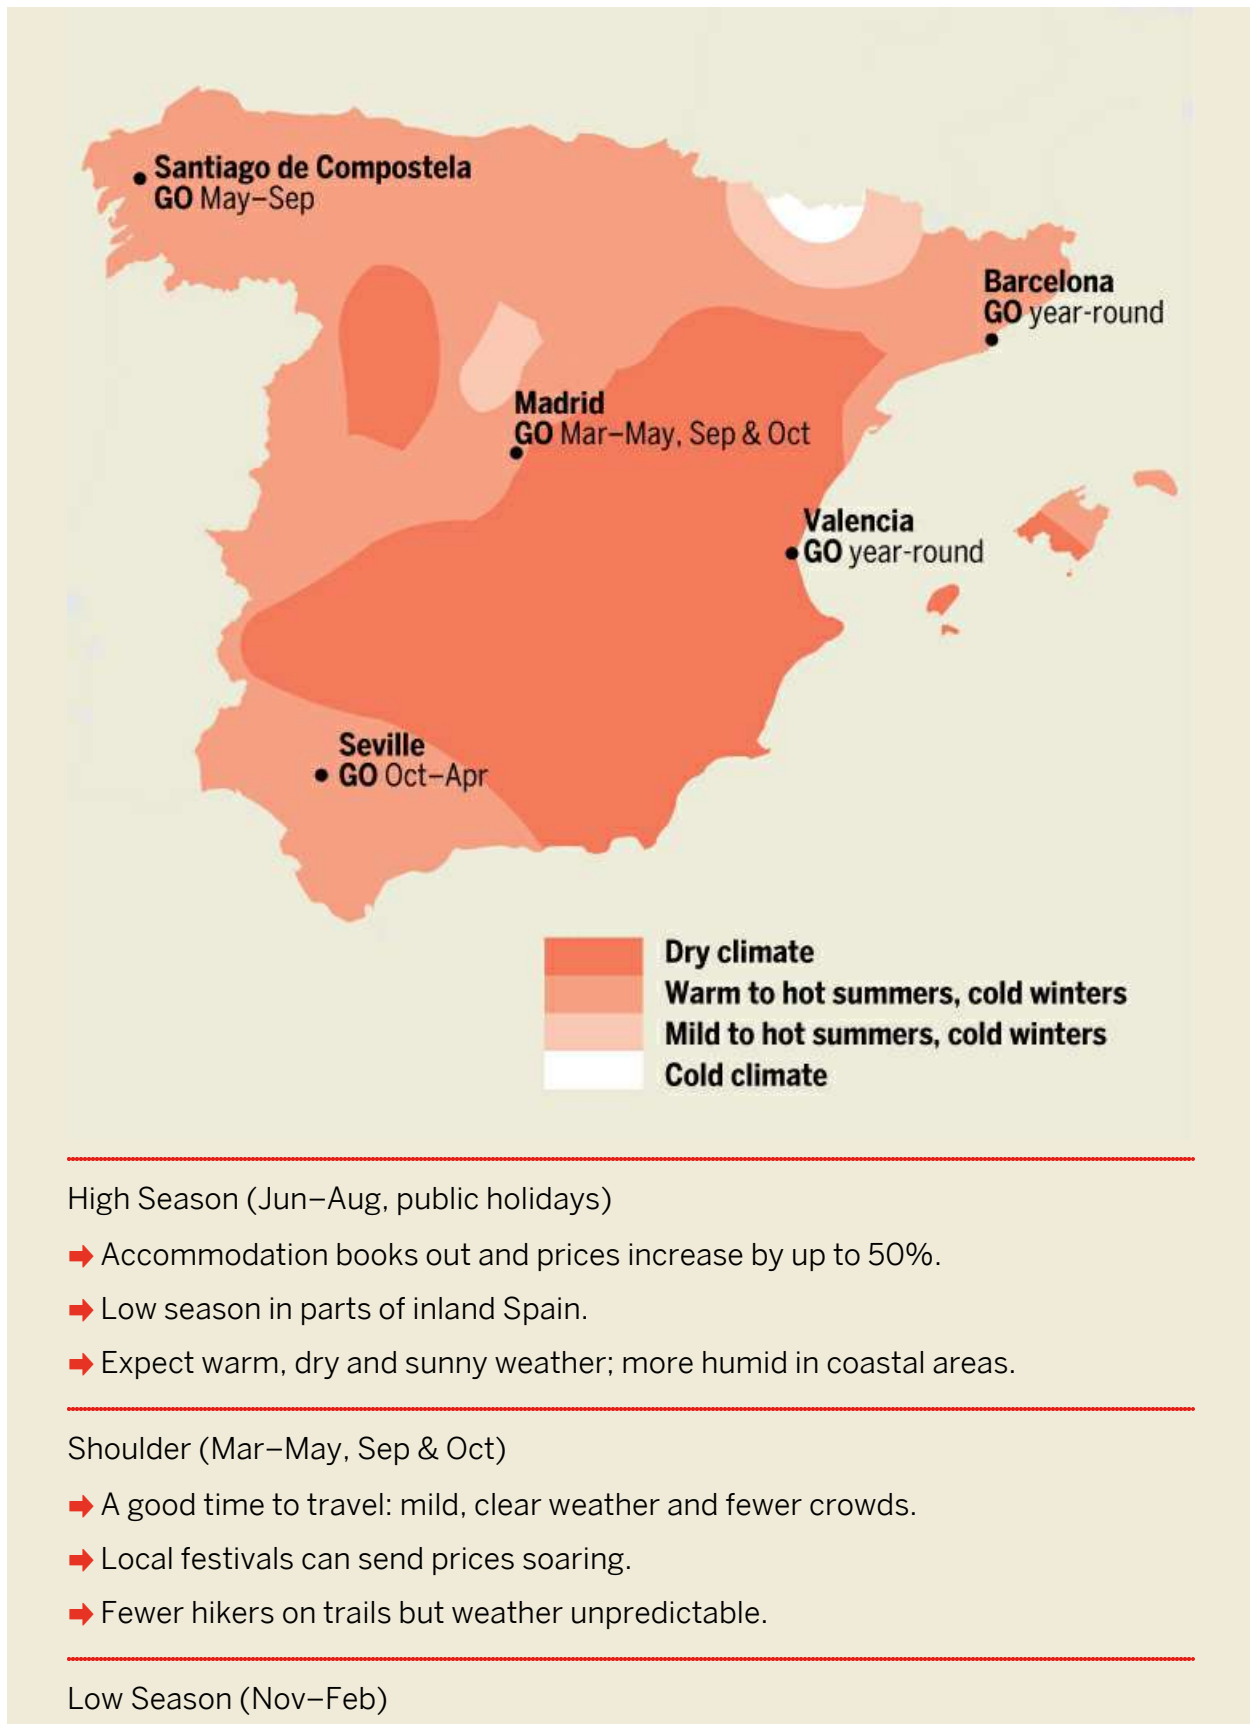 Santiago de Compostela
GO May–Sep
Barcelona
GO year-round
Madrid
GO Mar–May, Sep & Oct
Valencia
GO year-round
Seville
GO Oct–Apr
Dry climate
Warm to hot summers, cold winters
Mild to hot summers, cold winters
Cold climate
High Season (Jun–Aug, public holidays)
➡ Accommodation books out and prices increase by up to 50%.
➡ Low season in parts of inland Spain.
➡ Expect warm, dry and sunny weather; more humid in coastal areas.
Shoulder (Mar–May, Sep & Oct)
➡ A good time to travel: mild, clear weather and fewer crowds.
➡ Local festivals can send prices soaring.
➡ Fewer hikers on trails but weather unpredictable.
Low Season (Nov–Feb)